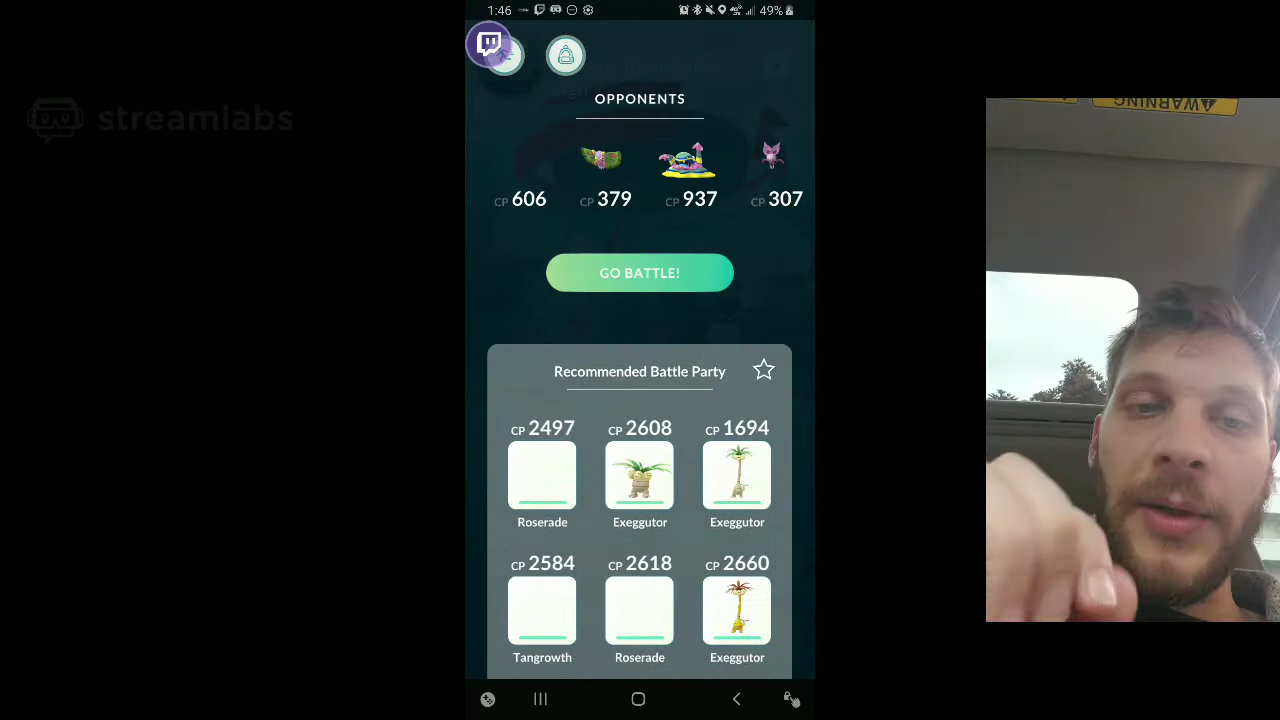 1:46
49%
streamlabs
WARNING
OPPONENTS
CP 606 CP 379 CP 937 CP 307
GO BATTLE!
Recommended Battle Party
CP 2497 CP 2608 CP 1694
Roserade Exeggutor Exeggutor
CP 2584 CP 2618 CP 2660
Tangrowth Roserade Exeggutor